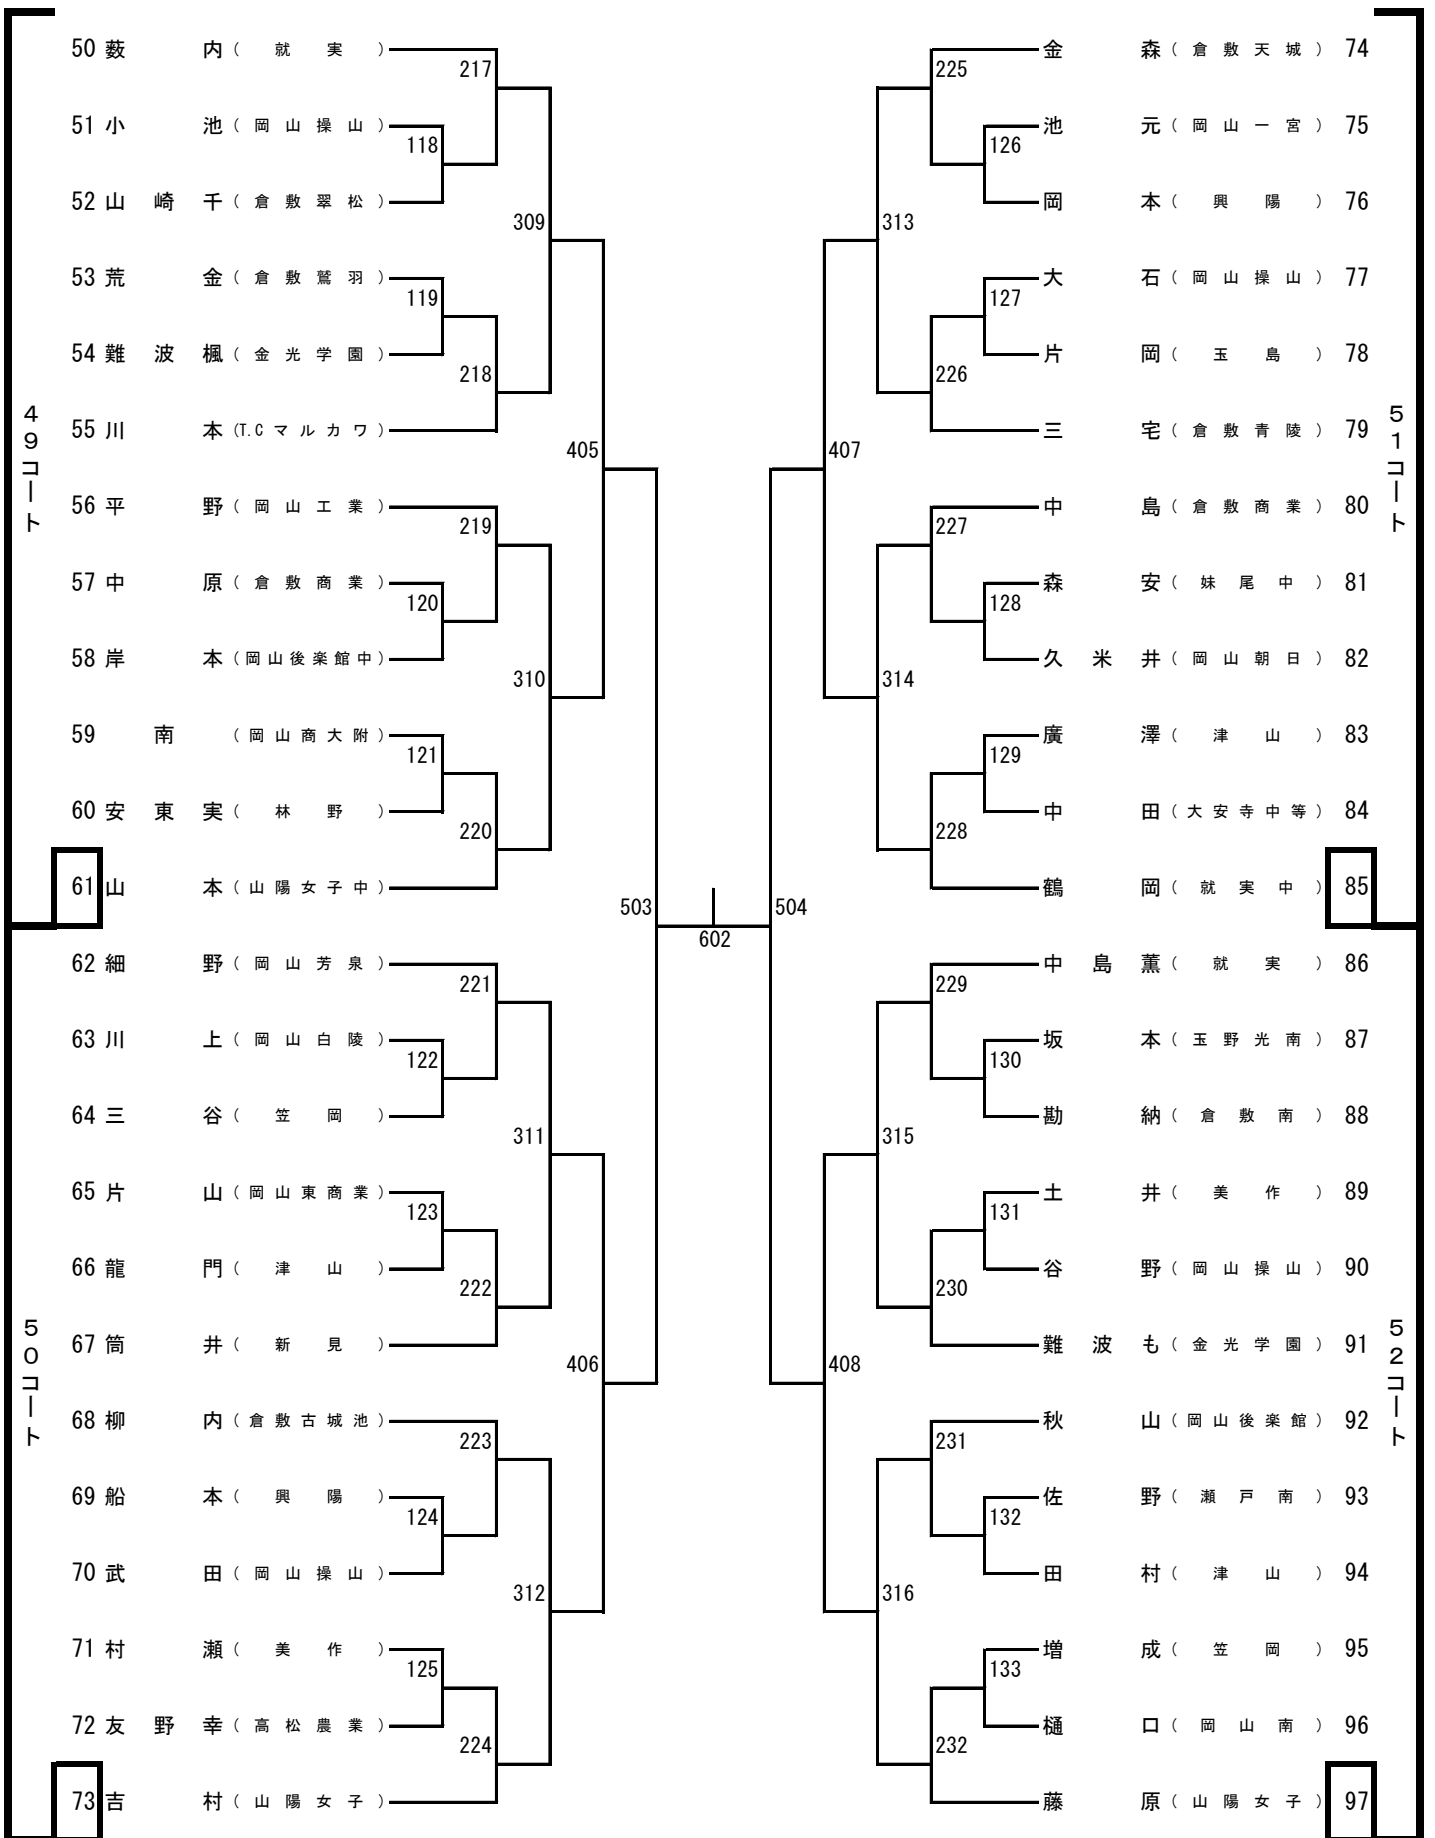 50 薮 内 ( 就 実 )
217
51 小 池 ( 岡 山 操 山 )
118
52 山 崎 千 ( 倉 敷 翠 松 )
309
53 荒 金 ( 倉 敷 鷲 羽 )
119
54 難 波 楓 ( 金 光 学 園 )
218
55 川 本 (T.C マ ル カ ワ )
405
56 平 野 ( 岡 山 工 業 )
219
57 中 原 ( 倉 敷 商 業 )
120
58 岸 本 ( 岡 山 後 楽 館 中 )
310
59 南 ( 岡 山 商 大 附 )
121
60 安 東 実 ( 林 野 )
220
61 山 本 ( 山 陽 女 子 中 )
49コート
503
62 細 野 ( 岡 山 芳 泉 )
221
63 川 上 ( 岡 山 白 陵 )
122
64 三 谷 ( 笠 岡 )
311
65 片 山 ( 岡 山 東 商 業 )
123
66 龍 門 ( 津 山 )
222
67 筒 井 ( 新 見 )
406
68 柳 内 ( 倉 敷 古 城 池 )
223
69 船 本 ( 興 陽 )
124
70 武 田 ( 岡 山 操 山 )
312
71 村 瀬 ( 美 作 )
125
72 友 野 幸 ( 高 松 農 業 )
224
73 吉 村 ( 山 陽 女 子 )
50コート
602
金 森 ( 倉 敷 天 城 ) 74
225
池 元 ( 岡 山 一 宮 ) 75
126
岡 本 ( 興 陽 ) 76
313
大 石 ( 岡 山 操 山 ) 77
127
片 岡 ( 玉 島 ) 78
226
三 宅 ( 倉 敷 青 陵 ) 79
407
中 島 ( 倉 敷 商 業 ) 80
227
森 安 ( 妹 尾 中 ) 81
128
久 米 井 ( 岡 山 朝 日 ) 82
314
廣 澤 ( 津 山 ) 83
129
中 田 ( 大 安 寺 中 等 ) 84
228
鶴 岡 ( 就 実 中 ) 85
51コート
504
中 島 薫 ( 就 実 ) 86
229
坂 本 ( 玉 野 光 南 ) 87
130
勘 納 ( 倉 敷 南 ) 88
315
土 井 ( 美 作 ) 89
131
谷 野 ( 岡 山 操 山 ) 90
230
難 波 も ( 金 光 学 園 ) 91
408
秋 山 ( 岡 山 後 楽 館 ) 92
231
佐 野 ( 瀬 戸 南 ) 93
132
田 村 ( 津 山 ) 94
316
増 成 ( 笠 岡 ) 95
133
樋 口 ( 岡 山 南 ) 96
232
藤 原 ( 山 陽 女 子 ) 97
52コート